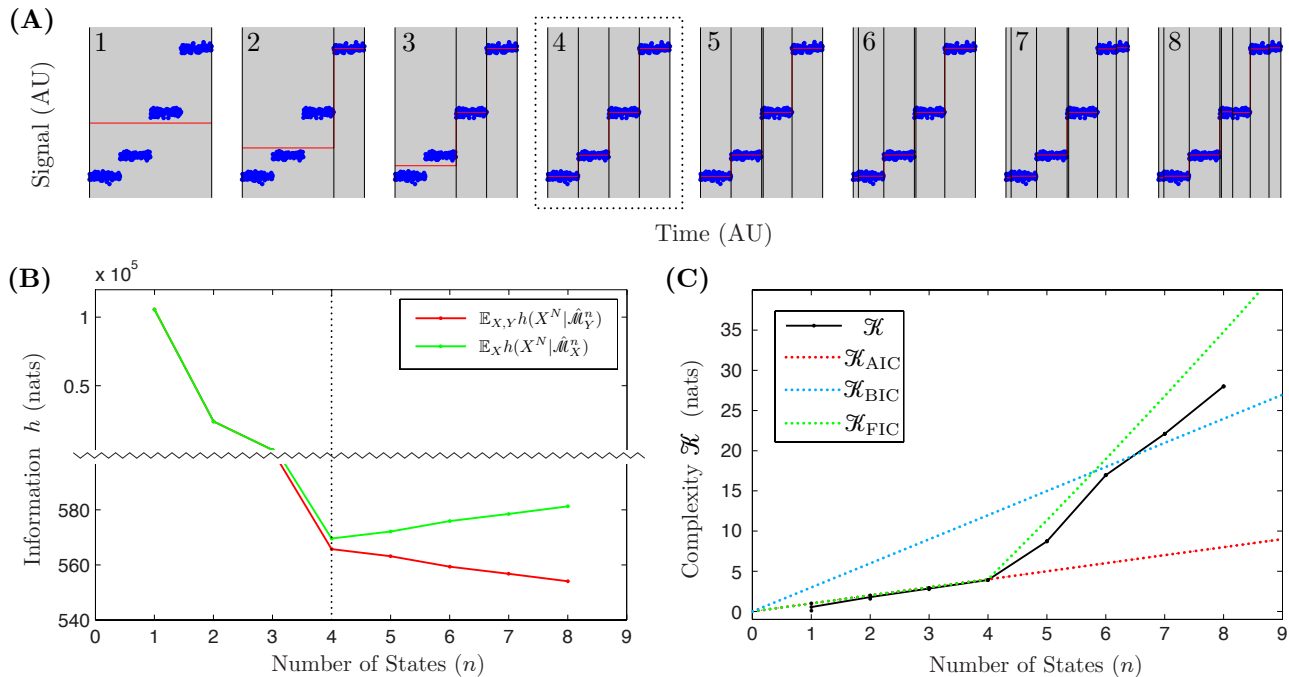 (A)
1 2 3 4 5 6 7 8
Signal (AU)
Time (AU)
(B)
x 10^5
1
0.5
580
560
540
0 1 2 3 4 5 6 7 8 9
Information h (nats)
Number of States (n)
𝔼_{X,Y}h(X^N|ℳ̂_Y^n)
𝔼_Xh(X^N|ℳ̂_X^n)
(C)
35
30
25
20
15
10
5
0
0 1 2 3 4 5 6 7 8 9
Complexity 𝒦 (nats)
Number of States (n)
𝒦
𝒦_AIC
𝒦_BIC
𝒦_FIC